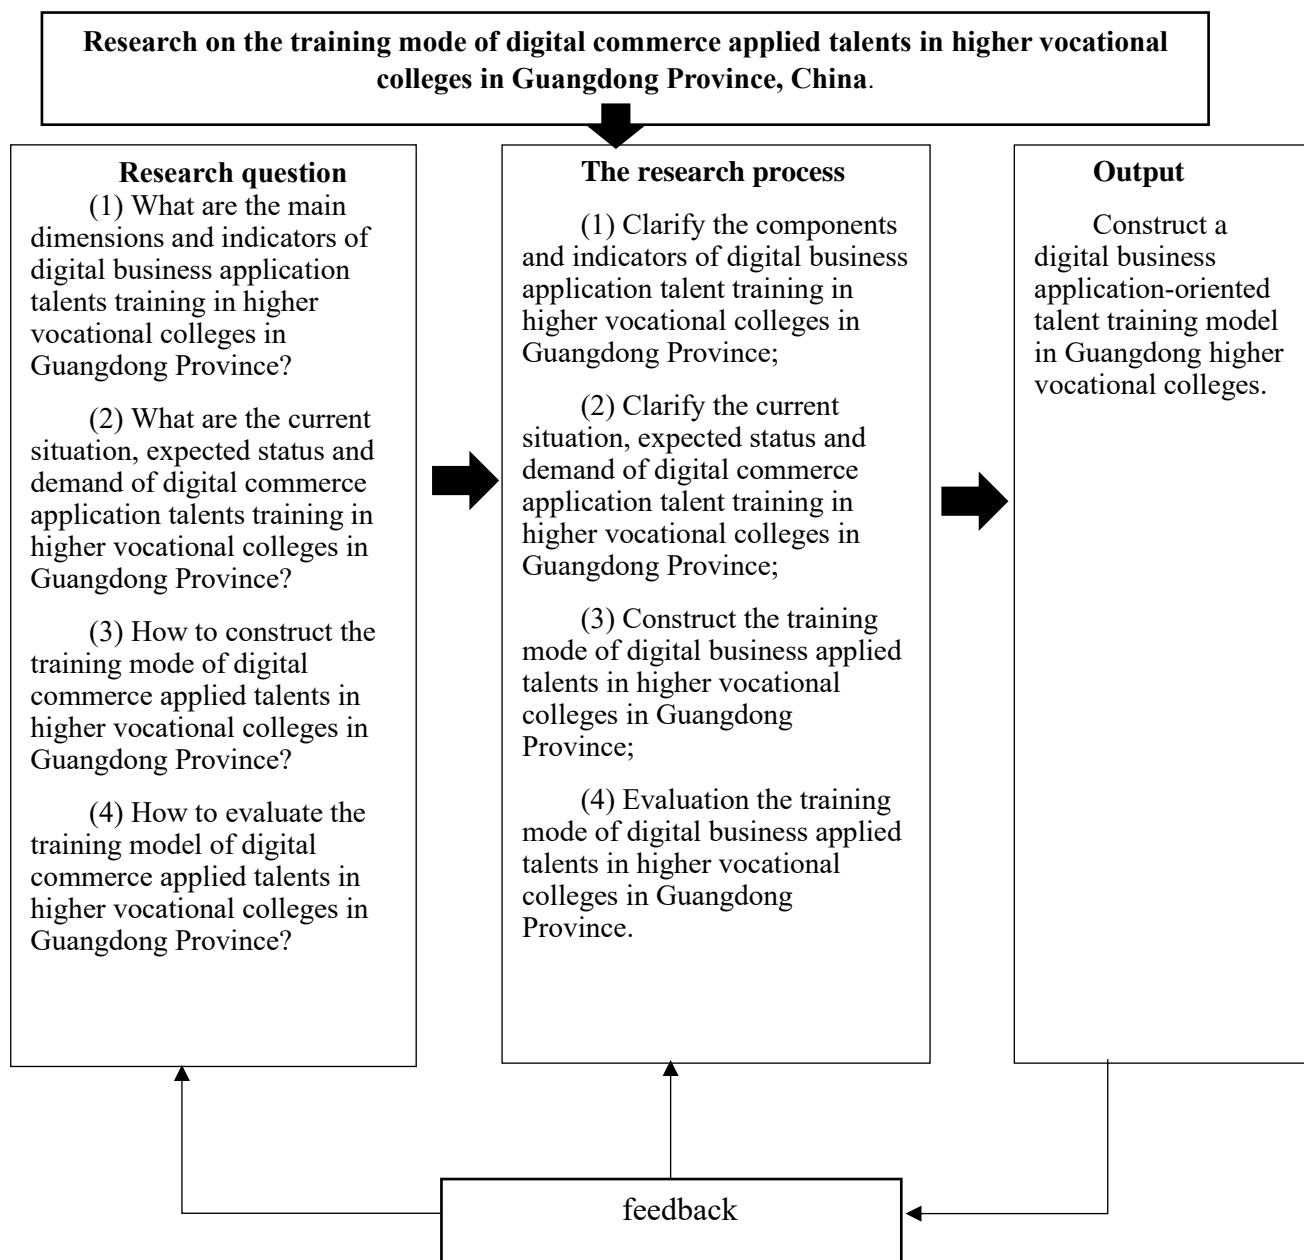 Research on the training mode of digital commerce applied talents in higher vocational
colleges in Guangdong Province, China.
Research question
(1) What are the main
dimensions and indicators of
digital business application
talents training in higher
vocational colleges in
Guangdong Province?
(2) What are the current
situation, expected status and
demand of digital commerce
application talents training in
higher vocational colleges in
Guangdong Province?
(3) How to construct the
training mode of digital
commerce applied talents in
higher vocational colleges in
Guangdong Province?
(4) How to evaluate the
training model of digital
commerce applied talents in
higher vocational colleges in
Guangdong Province?
The research process
(1) Clarify the components
and indicators of digital business
application talent training in
higher vocational colleges in
Guangdong Province;
(2) Clarify the current
situation, expected status and
demand of digital commerce
application talent training in
higher vocational colleges in
Guangdong Province;
(3) Construct the training
mode of digital business applied
talents in higher vocational
colleges in Guangdong
Province;
(4) Evaluation the training
mode of digital business applied
talents in higher vocational
colleges in Guangdong
Province.
Output
Construct a
digital business
application-oriented
talent training model
in Guangdong higher
vocational colleges.
feedback